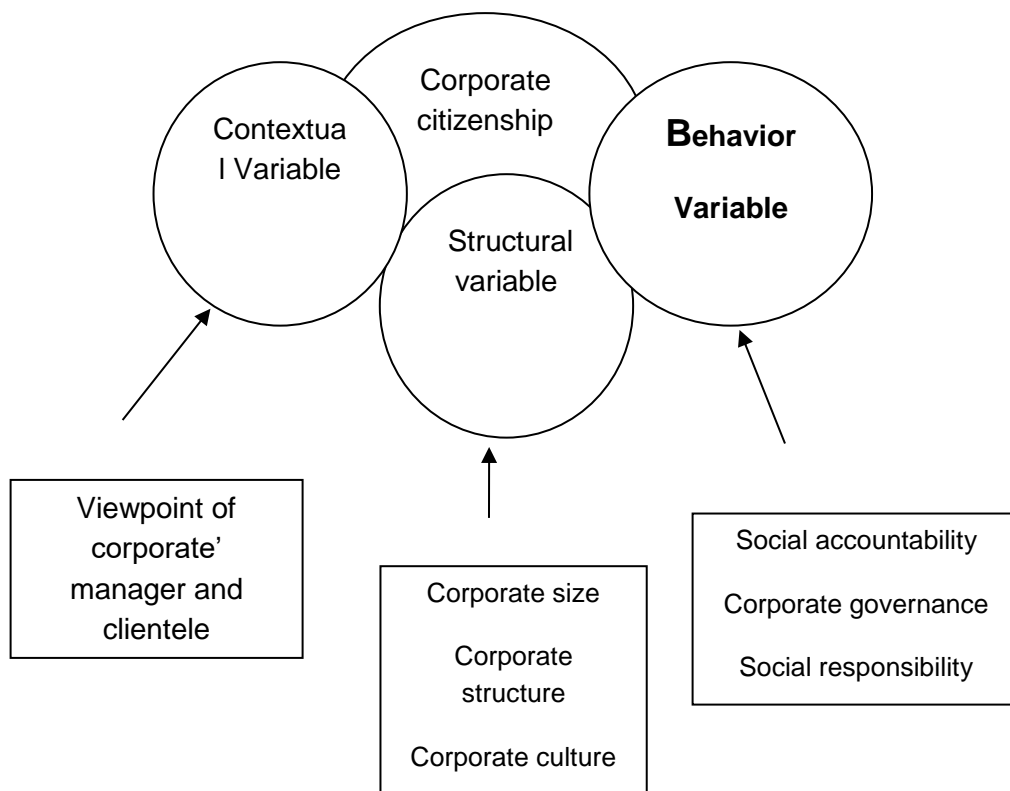 Corporate
citizenship
Contextua
l Variable
Behavior
Variable
Structural
variable
Viewpoint of
corporate’
manager and
clientele
Corporate size
Corporate
structure
Corporate culture
Social accountability
Corporate governance
Social responsibility